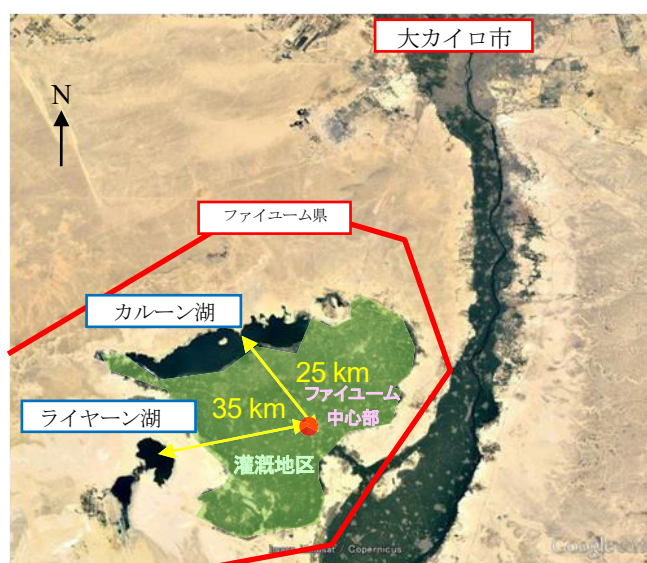 大カイロ市
N
ファイユーム県
カルーン湖
25 km
ファイユーム
中心部
35 km
ライヤーン湖
灌漑地区
/ Copernicus